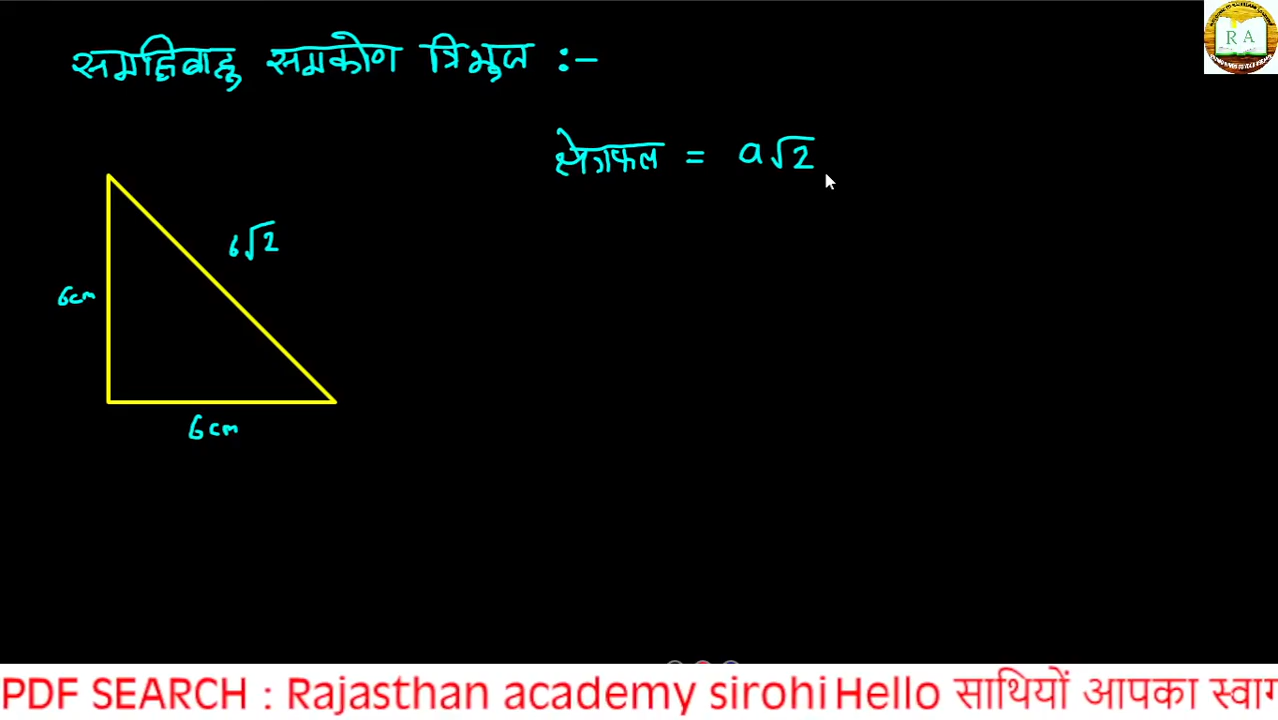 समद्विबाहु समकोण त्रिभुज :-
क्षेत्रफल = a√2
6√2
6cm
6cm
R A
PDF SEARCH : Rajasthan academy sirohi Hello साथियों आपका स्वाग